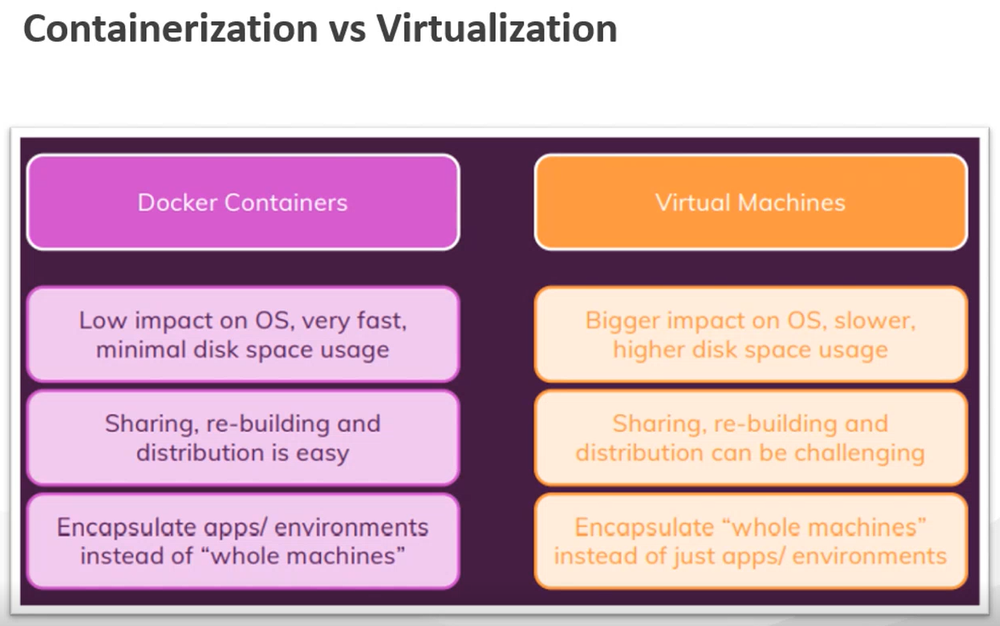 Containerization vs Virtualization
Docker Containers
Virtual Machines
Low impact on OS, very fast,
minimal disk space usage
Bigger impact on OS, slower,
higher disk space usage
Sharing, re-building and
distribution is easy
Sharing, re-building and
distribution can be challenging
Encapsulate apps/ environments
instead of “whole machines”
Encapsulate “whole machines”
instead of just apps/ environments